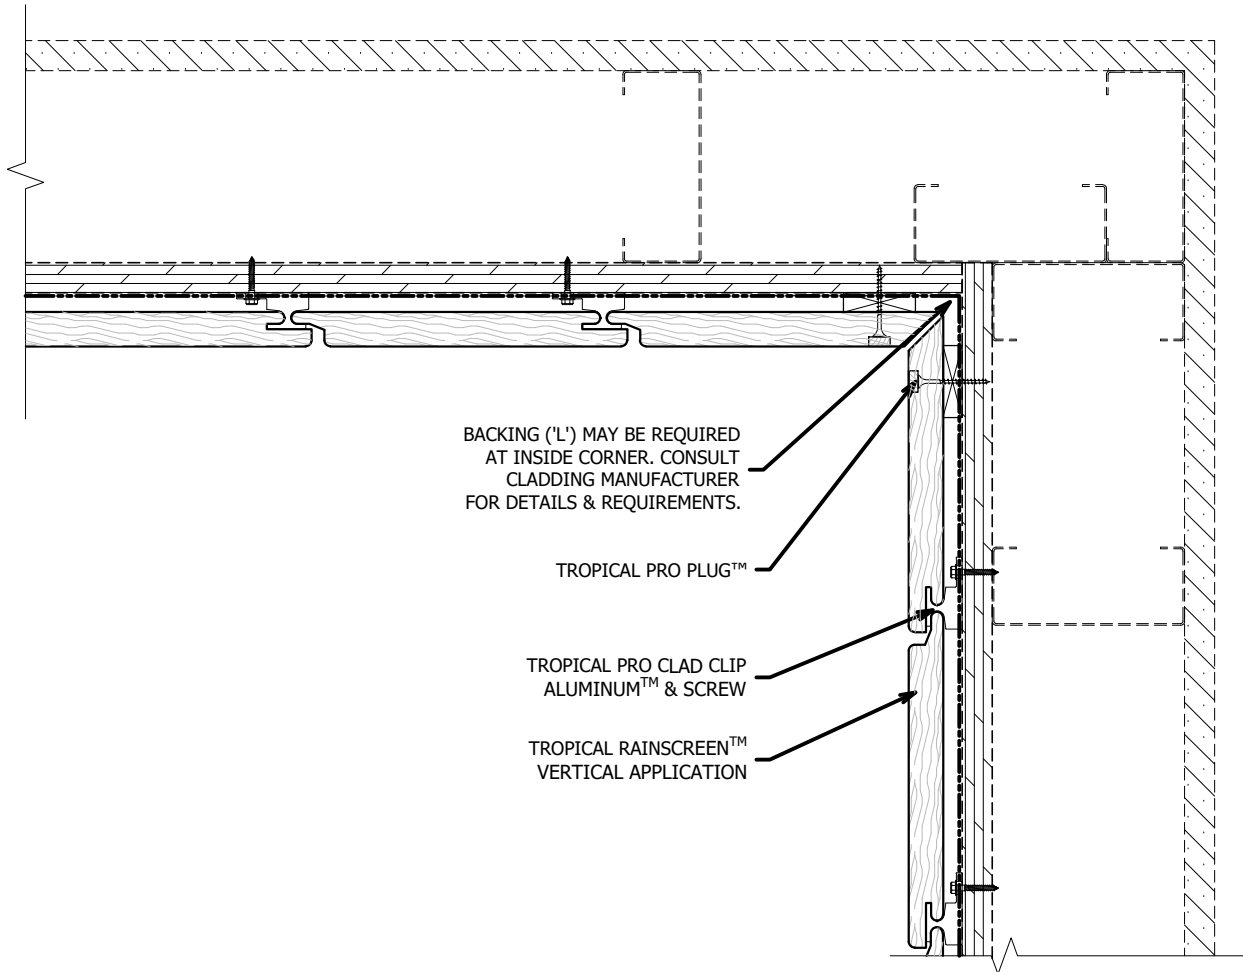 BACKING ('L') MAY BE REQUIRED
AT INSIDE CORNER. CONSULT
CLADDING MANUFACTURER
FOR DETAILS & REQUIREMENTS.
TROPICAL PRO PLUG™
TROPICAL PRO CLAD CLIP
ALUMINUM™ & SCREW
TROPICAL RAINSCREEN™
VERTICAL APPLICATION